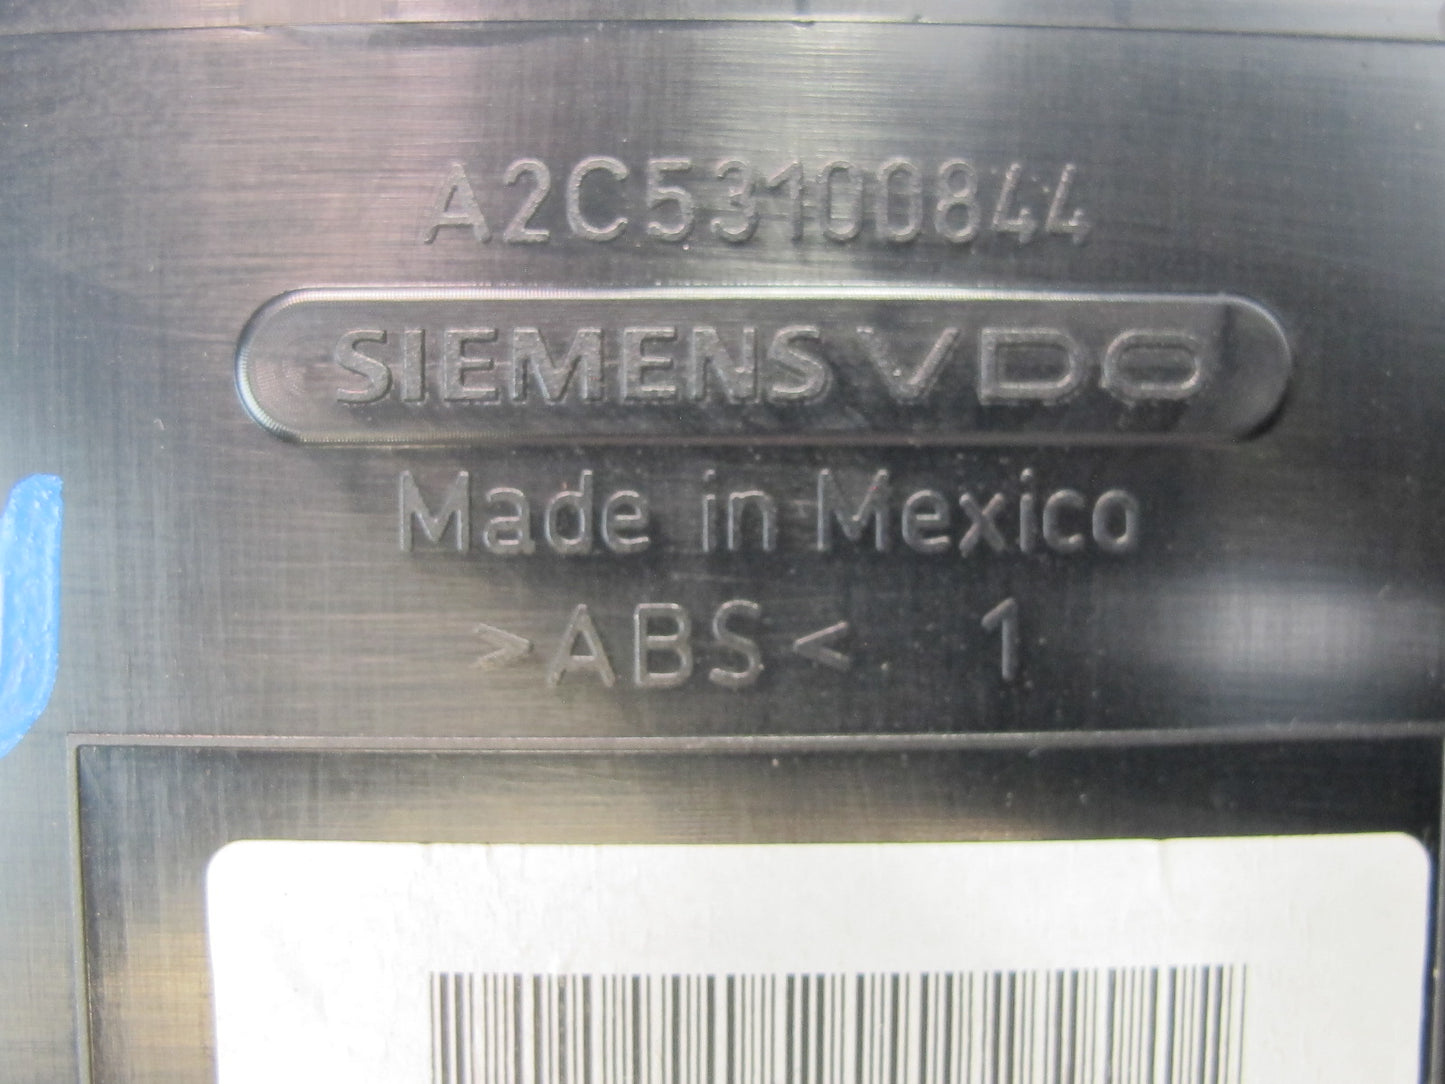 A2C53100844
SIEMENS VDO
Made in Mexico
>ABS< 1